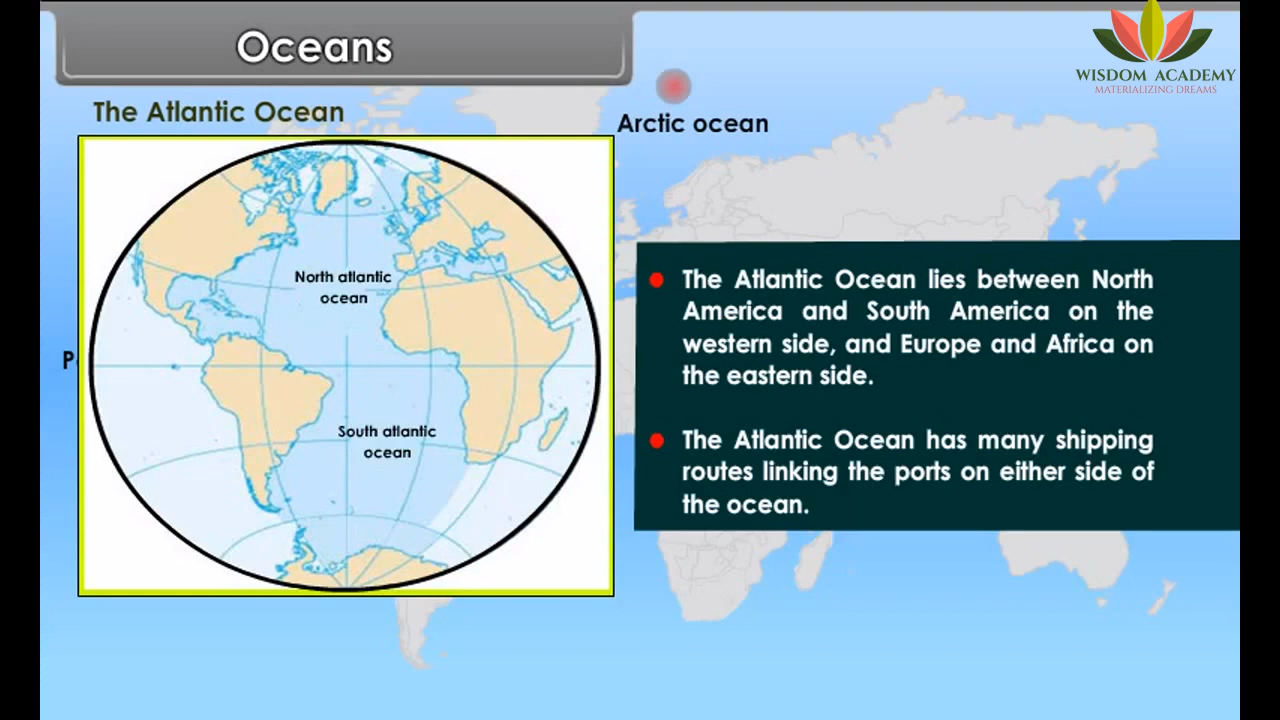 Oceans
WISDOM ACADEMY
MATERIALIZING DREAMS
The Atlantic Ocean
Arctic ocean
North atlantic
ocean
South atlantic
ocean
The Atlantic Ocean lies between North
America and South America on the
western side, and Europe and Africa on
the eastern side.
The Atlantic Ocean has many shipping
routes linking the ports on either side of
the ocean.